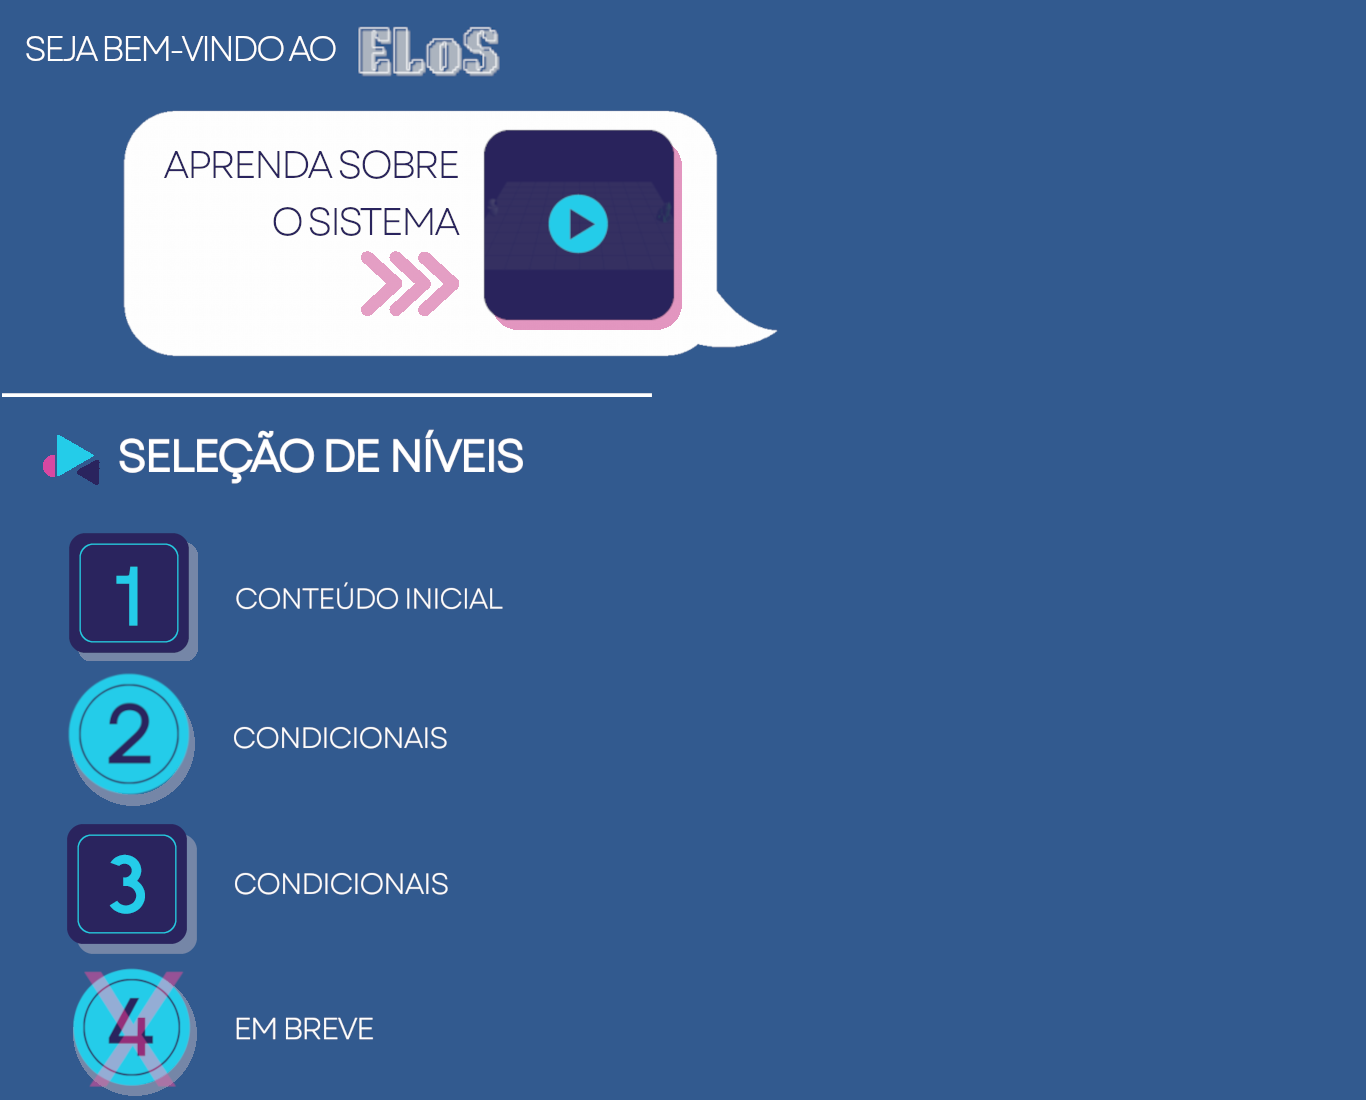 SEJA BEM-VINDO AO ELoS
APRENDA SOBRE
O SISTEMA
SELEÇÃO DE NÍVEIS
1 CONTEÚDO INICIAL
2 CONDICIONAIS
3 CONDICIONAIS
4 EM BREVE